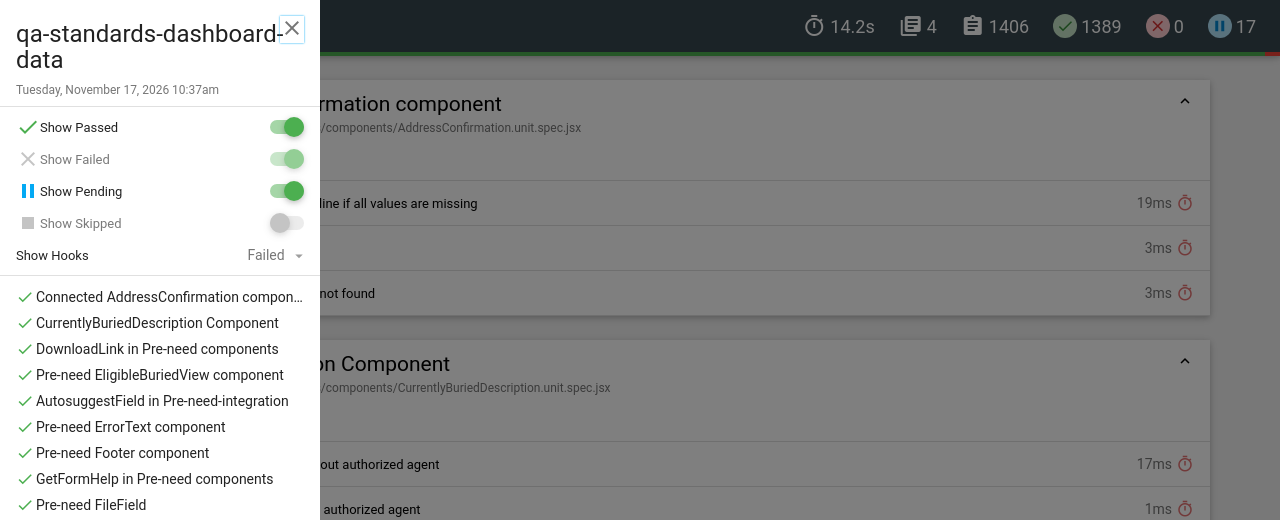 qa-standards-dashboard-
data
Tuesday, November 17, 2026 10:37am
Show Passed
Show Failed
Show Pending
Show Skipped
Show Hooks Failed
Connected AddressConfirmation compon…
CurrentlyBuriedDescription Component
DownloadLink in Pre-need components
Pre-need EligibleBuriedView component
AutosuggestField in Pre-need-integration
Pre-need ErrorText component
Pre-need Footer component
GetFormHelp in Pre-need components
Pre-need FileField
14.2s 4 1406 1389 0 17
rmation component
/components/AddressConfirmation.unit.spec.jsx
line if all values are missing 19ms
3ms
not found 3ms
on Component
/components/CurrentlyBuriedDescription.unit.spec.jsx
out authorized agent 17ms
authorized agent 1ms